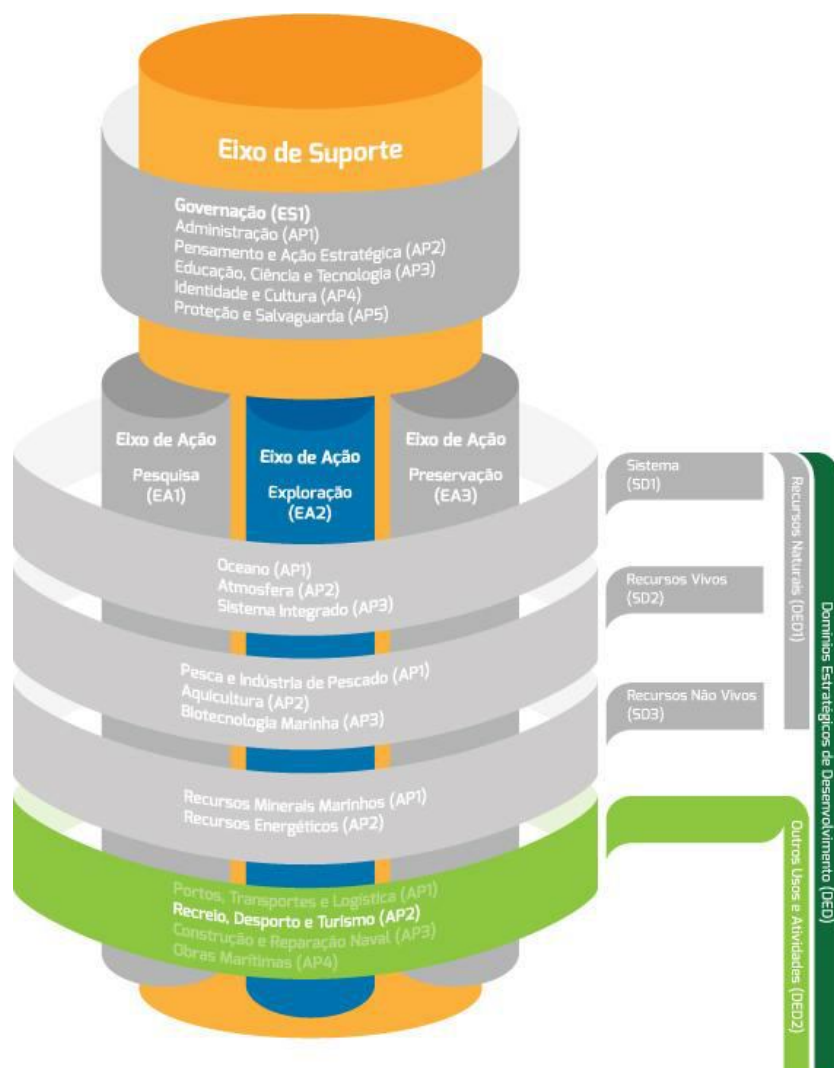 Eixo de Suporte
Governação (ES1)
Administração (AP1)
Pensamento e Ação Estratégica (AP2)
Educação, Ciência e Tecnologia (AP3)
Identidade e Cultura (AP4)
Proteção e Salvaguarda (AP5)
Eixo de Ação
Pesquisa
(EA1)
Eixo de Ação
Exploração
(EA2)
Eixo de Ação
Preservação
(EA3)
Oceano (AP1)
Atmosfera (AP2)
Sistema Integrado (AP3)
Sistema
(SD1)
Pesca e Indústria de Pescado (AP1)
Aquicultura (AP2)
Biotecnologia Marinha (AP3)
Recursos Vivos
(SD2)
Recursos Minerais Marinhos (AP1)
Recursos Energéticos (AP2)
Recursos Não Vivos
(SD3)
Portos, Transportes e Logística (AP1)
Recreio, Desporto e Turismo (AP2)
Construção e Reparação Naval (AP3)
Obras Marítimas (AP4)
Recursos Naturais (DED1)
Outros Usos e Atividades (DED2)
Domínios Estratégicos de Desenvolvimento (DED)